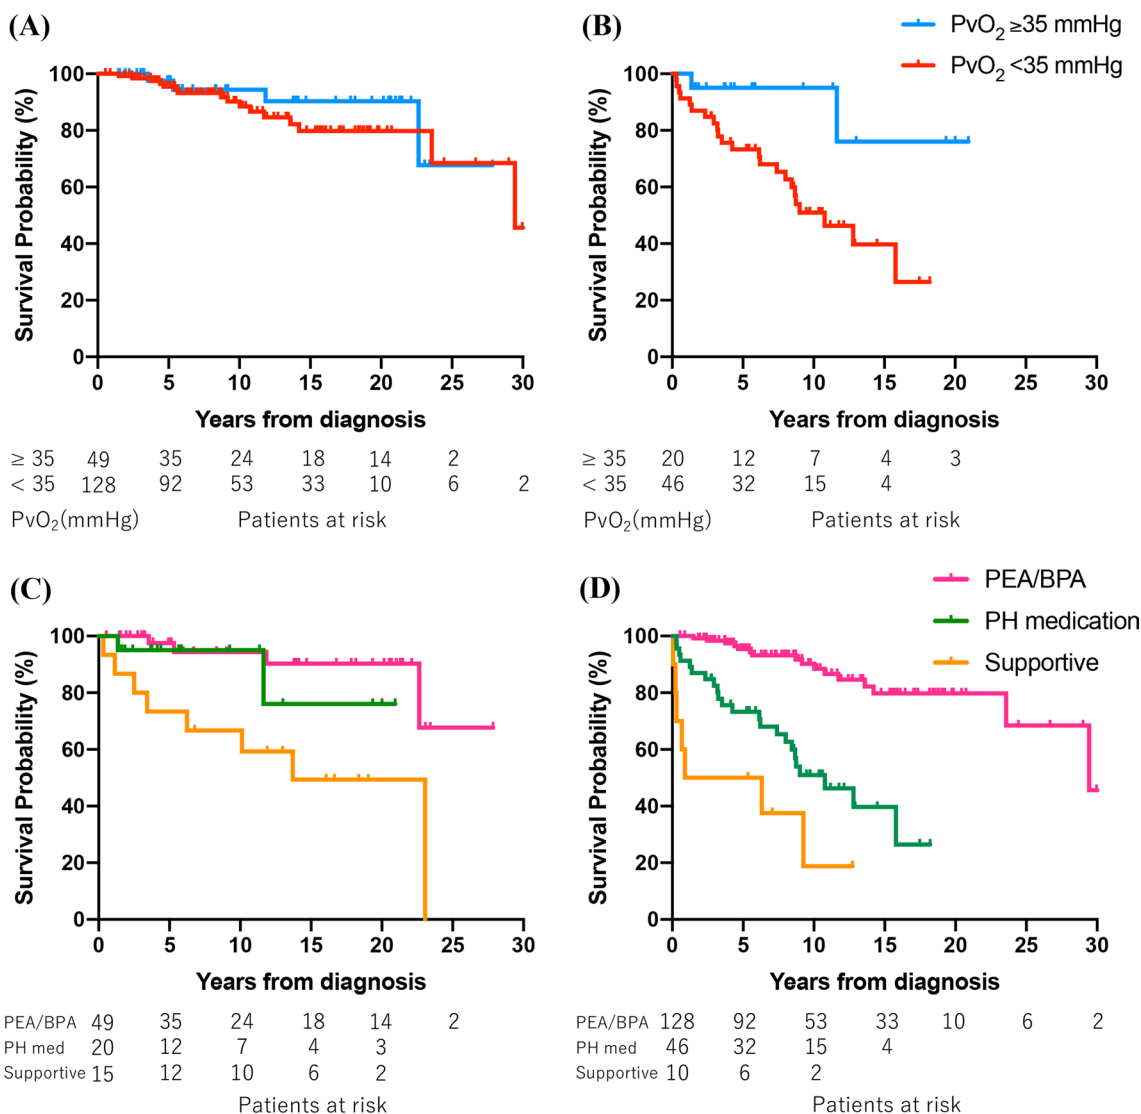 (A)
(B)
PvO2 ≥35 mmHg
PvO2 <35 mmHg
Survival Probability (%)
100
80
60
40
20
0
0 5 10 15 20 25 30
Years from diagnosis
≥ 35 49 35 24 18 14 2
< 35 128 92 53 33 10 6 2
PvO2(mmHg) Patients at risk
Survival Probability (%)
100
80
60
40
20
0
0 5 10 15 20 25 30
Years from diagnosis
≥ 35 20 12 7 4 3
< 35 46 32 15 4
PvO2(mmHg) Patients at risk
(C)
(D)
PEA/BPA
PH medication
Supportive
Survival Probability (%)
100
80
60
40
20
0
0 5 10 15 20 25 30
Years from diagnosis
PEA/BPA 49 35 24 18 14 2
PH med 20 12 7 4 3
Supportive 15 12 10 6 2
Patients at risk
Survival Probability (%)
100
80
60
40
20
0
0 5 10 15 20 25 30
Years from diagnosis
PEA/BPA 128 92 53 33 10 6 2
PH med 46 32 15 4
Supportive 10 6 2
Patients at risk